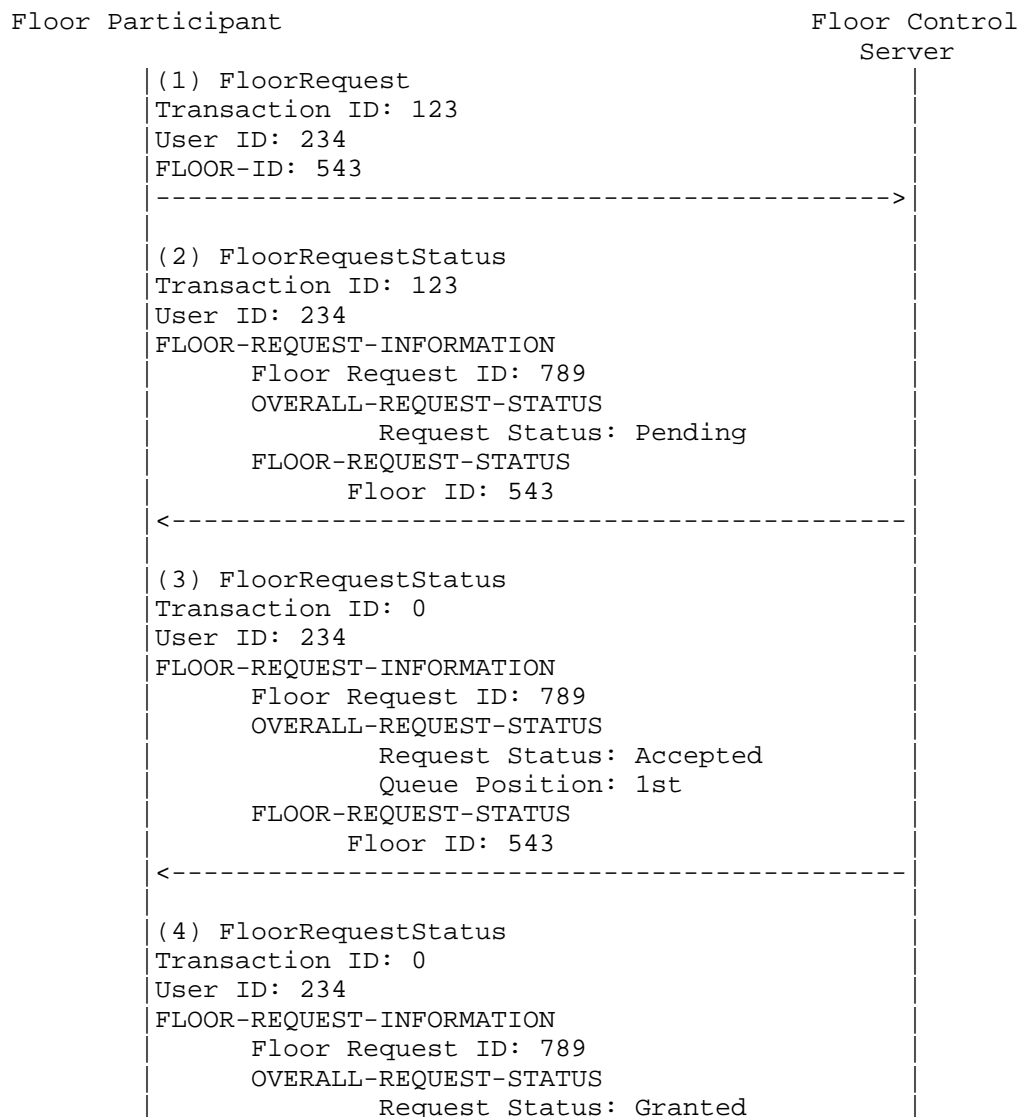 Floor Participant                                 Floor Control
                                                     Server
        |(1) FloorRequest                               |
        |Transaction ID: 123                            |
        |User ID: 234                                   |
        |FLOOR-ID: 543                                  |
        |---------------------------------------------->|
        |                                               |
        |(2) FloorRequestStatus                         |
        |Transaction ID: 123                            |
        |User ID: 234                                   |
        |FLOOR-REQUEST-INFORMATION                      |
        |      Floor Request ID: 789                    |
        |      OVERALL-REQUEST-STATUS                   |
        |              Request Status: Pending          |
        |      FLOOR-REQUEST-STATUS                     |
        |            Floor ID: 543                      |
        |<----------------------------------------------|
        |                                               |
        |(3) FloorRequestStatus                         |
        |Transaction ID: 0                              |
        |User ID: 234                                   |
        |FLOOR-REQUEST-INFORMATION                      |
        |      Floor Request ID: 789                    |
        |      OVERALL-REQUEST-STATUS                   |
        |              Request Status: Accepted         |
        |              Queue Position: 1st              |
        |      FLOOR-REQUEST-STATUS                     |
        |            Floor ID: 543                      |
        |<----------------------------------------------|
        |                                               |
        |(4) FloorRequestStatus                         |
        |Transaction ID: 0                              |
        |User ID: 234                                   |
        |FLOOR-REQUEST-INFORMATION                      |
        |      Floor Request ID: 789                    |
        |      OVERALL-REQUEST-STATUS                   |
        |              Request Status: Granted          |